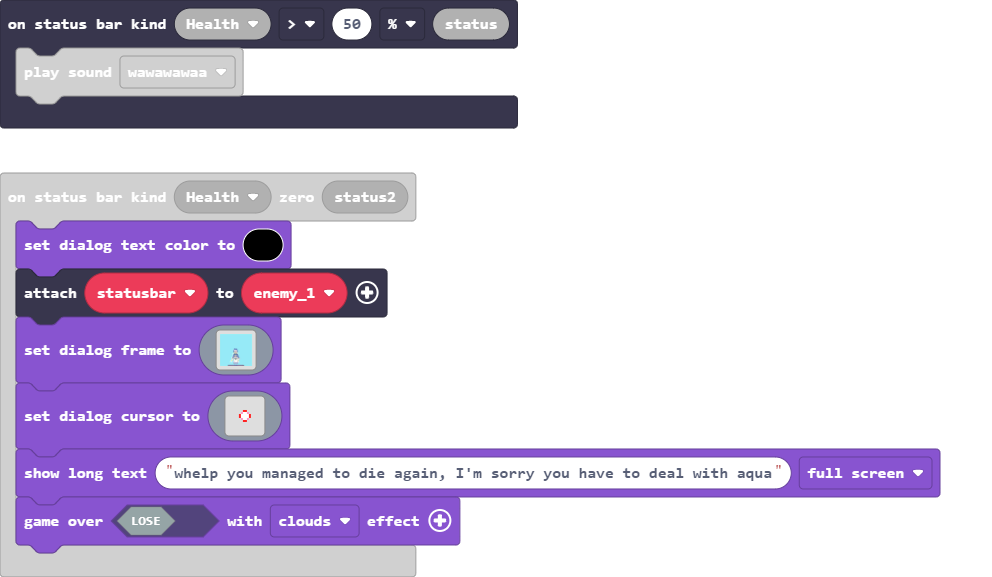 on status bar kind Health > 50 % status
play sound wawawawaa
on status bar kind Health zero status2
set dialog text color to
attach statusbar to enemy_1
set dialog frame to
set dialog cursor to
show long text "whelp you managed to die again, I'm sorry you have to deal with aqua" full screen
game over LOSE with clouds effect